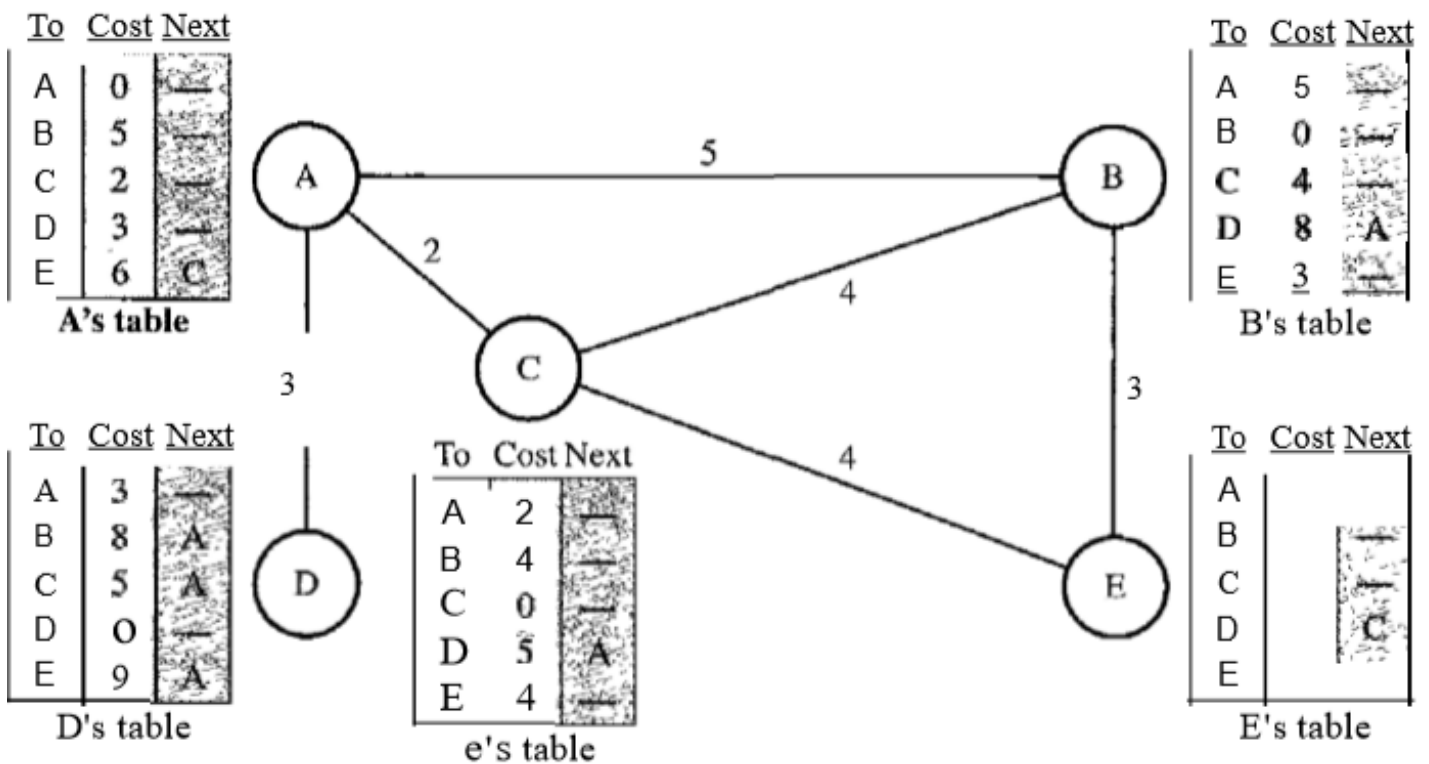 To Cost Next
A 0 —
B 5 —
C 2 —
D 3 —
E 6 C
A's table
To Cost Next
A 5 —
B 0 —
C 4 —
D 8 A
E 3 —
B's table
A
5
B
2
4
C
3
3
4
D
E
To Cost Next
A 3 —
B 8 A
C 5 A
D O —
E 9 A
D's table
To Cost Next
A 2 —
B 4 —
C 0 —
D 5 A
E 4 —
e's table
To Cost Next
A
B —
C —
D C
E
E's table